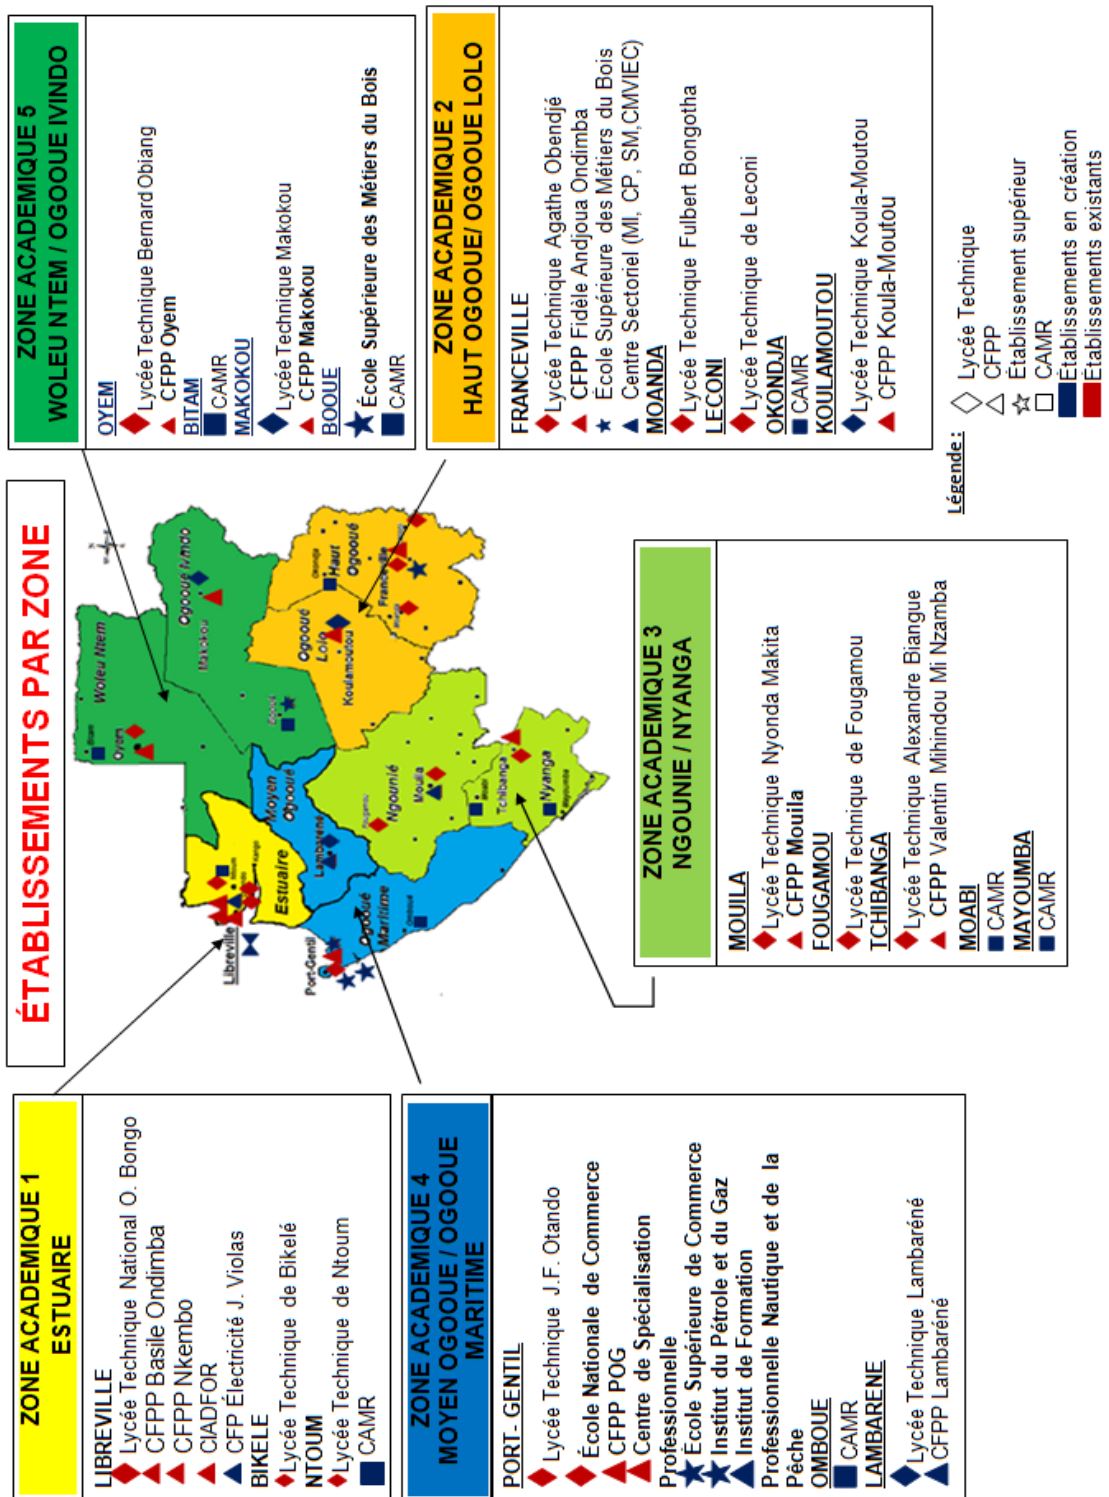 ÉTABLISSEMENTS PAR ZONE
ZONE ACADEMIQUE 1
ESTUAIRE
LIBREVILLE
Lycée Technique National O. Bongo
CFPP Basile Ondimba
CFPP Nkembo
CIADFOR
CFP Électricité J. Violas
BIKELE
Lycée Technique de Bikelé
NTOUM
Lycée Technique de Ntoum
CAMR
ZONE ACADEMIQUE 4
MOYEN OGOOUE / OGOOUE
MARITIME
PORT- GENTIL
Lycée Technique J.F. Otando
École Nationale de Commerce
CFPP POG
Centre de Spécialisation
Professionnelle
École Supérieure de Commerce
Institut du Pétrole et du Gaz
Institut de Formation
Professionnelle Nautique et de la
Pêche
OMBOUE
CAMR
LAMBARENE
Lycée Technique Lambaréné
CFPP Lambaréné
Woleu Ntem
Bitam
Oyem
Ogooué Ivindo
Makokou
Booué
Estuaire
Libreville
Ntoum
Kango
Moyen
Ogooué
Lambaréné
Port-Gentil
Ogooué
Maritime
Omboué
Ogooué
Lolo
Koulamoutou
Okondja
Haut
Ogooué
Franceville
Fougamou
Ngounié
Mouila
Moabi
Tchibanga
Nyanga
Mayoumba
ZONE ACADEMIQUE 5
WOLEU NTEM / OGOOUE IVINDO
OYEM
Lycée Technique Bernard Obiang
CFPP Oyem
BITAM
CAMR
MAKOKOU
Lycée Technique Makokou
CFPP Makokou
BOOUE
École Supérieure des Métiers du Bois
CAMR
ZONE ACADEMIQUE 2
HAUT OGOOUE/ OGOOUE LOLO
FRANCEVILLE
Lycée Technique Agathe Obendjé
CFPP Fidèle Andjoua Ondimba
École Supérieure des Métiers du Bois
Centre Sectoriel (MI, CP, SM,CMVIEC)
MOANDA
Lycée Technique Fulbert Bongotha
LECONI
Lycée Technique de Leconi
OKONDJA
CAMR
KOULAMOUTOU
Lycée Technique Koula-Moutou
CFPP Koula-Moutou
ZONE ACADEMIQUE 3
NGOUNIE / NYANGA
MOUILA
Lycée Technique Nyonda Makita
CFPP Mouila
FOUGAMOU
Lycée Technique de Fougamou
TCHIBANGA
Lycée Technique Alexandre Biangue
CFPP Valentin Mihindou Mi Nzamba
MOABI
CAMR
MAYOUMBA
CAMR
Légende :
Lycée Technique
CFPP
Établissement supérieur
CAMR
Établissements en création
Établissements existants